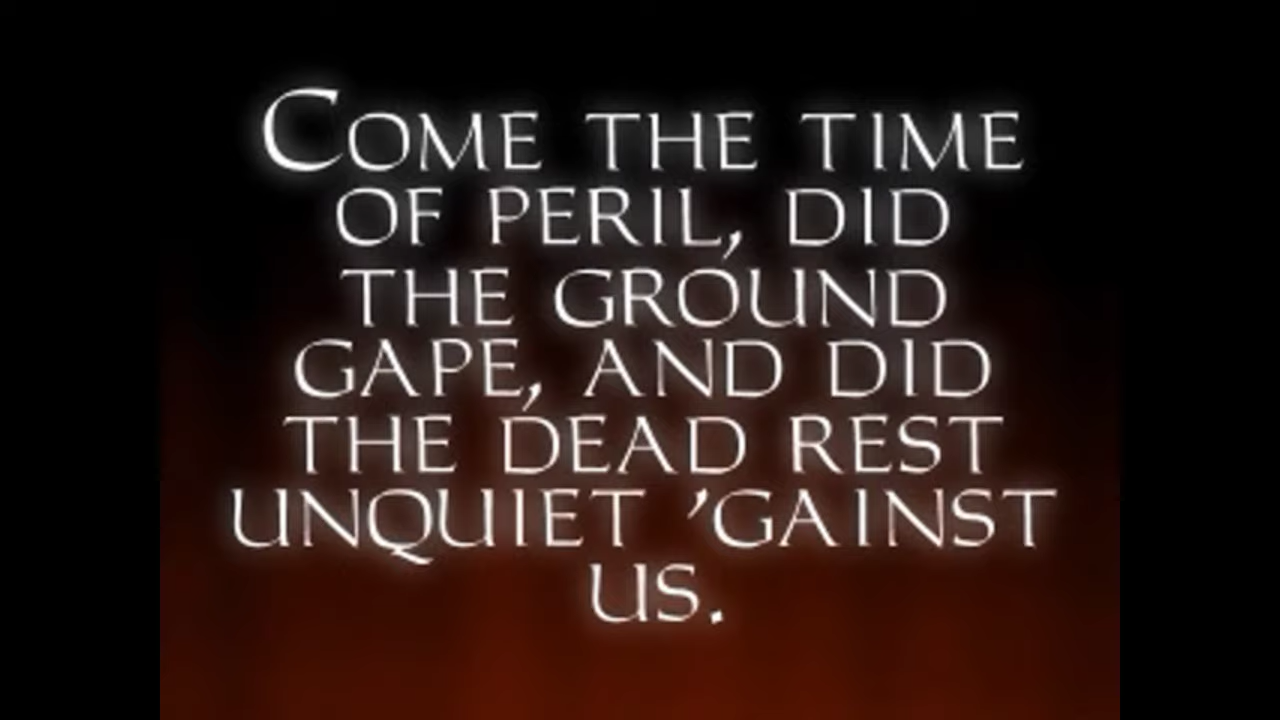 COME THE TIME
OF PERIL, DID
THE GROUND
GAPE, AND DID
THE DEAD REST
UNQUIET 'GAINST
US.